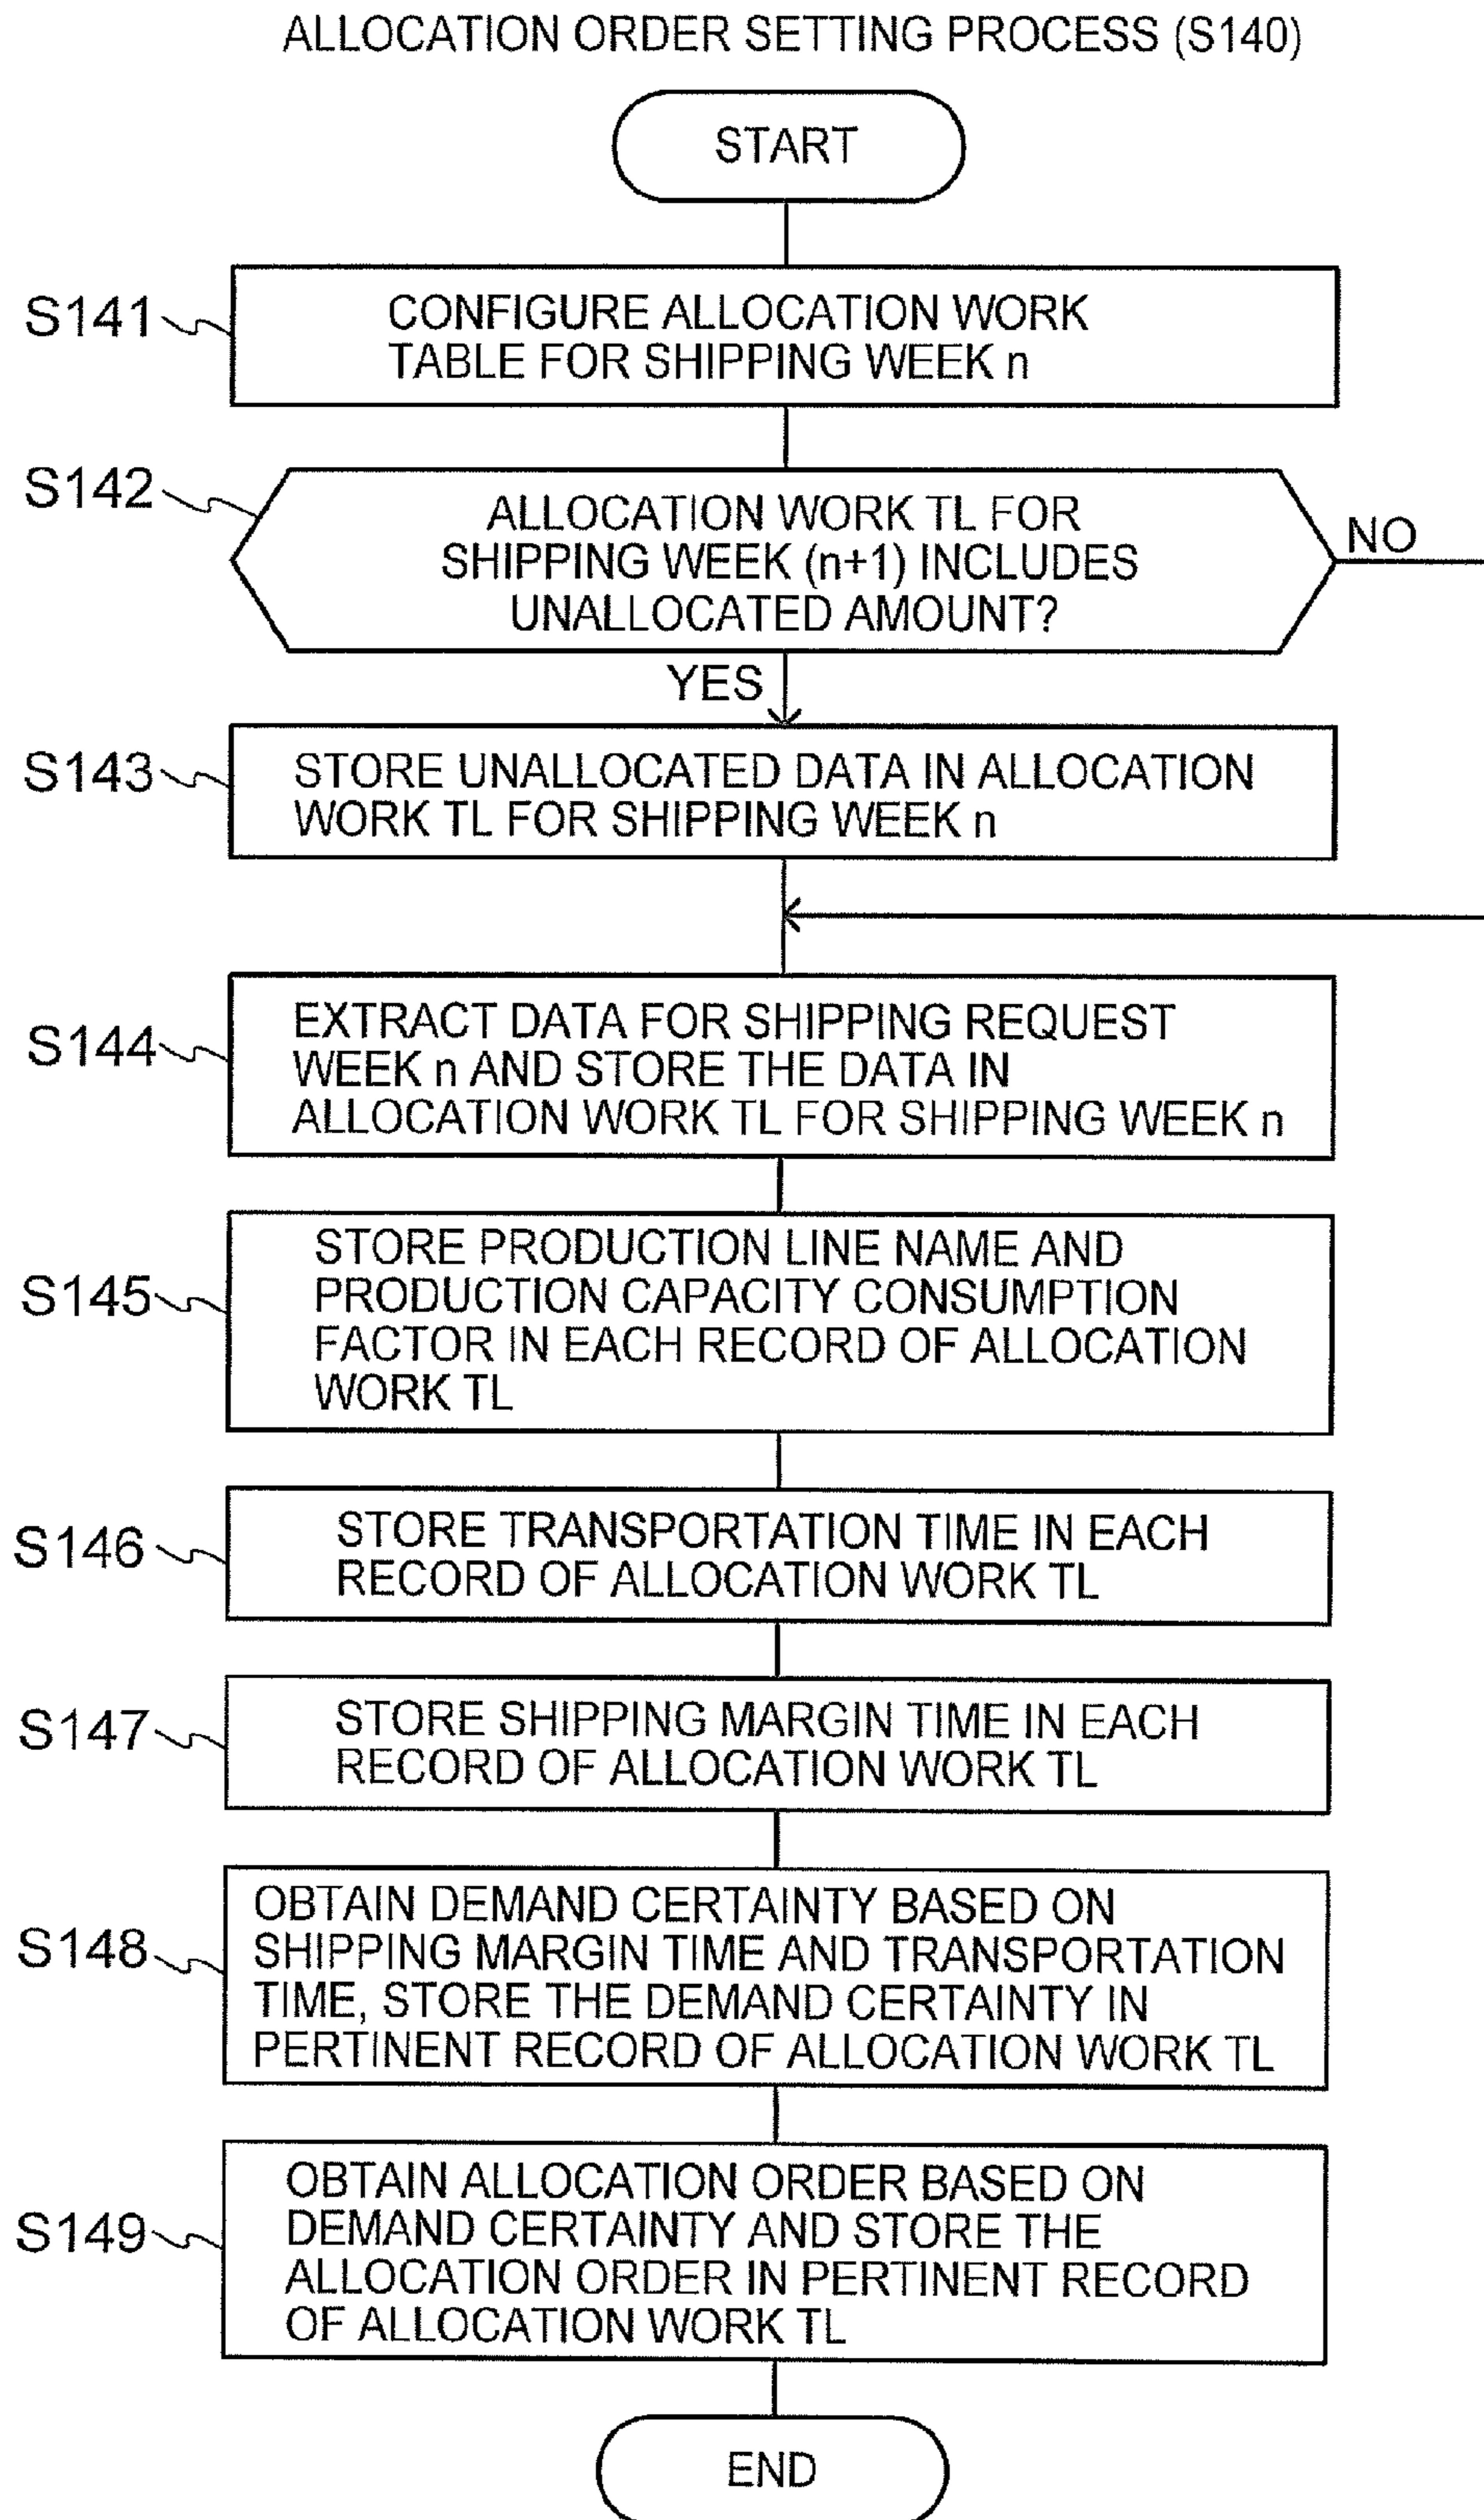 ALLOCATION ORDER SETTING PROCESS (S140)
START
S141
CONFIGURE ALLOCATION WORK
TABLE FOR SHIPPING WEEK n
S142
ALLOCATION WORK TL FOR
SHIPPING WEEK (n+1) INCLUDES
UNALLOCATED AMOUNT?
NO
YES
S143
STORE UNALLOCATED DATA IN ALLOCATION
WORK TL FOR SHIPPING WEEK n
S144
EXTRACT DATA FOR SHIPPING REQUEST
WEEK n AND STORE THE DATA IN
ALLOCATION WORK TL FOR SHIPPING WEEK n
S145
STORE PRODUCTION LINE NAME AND
PRODUCTION CAPACITY CONSUMPTION
FACTOR IN EACH RECORD OF ALLOCATION
WORK TL
S146
STORE TRANSPORTATION TIME IN EACH
RECORD OF ALLOCATION WORK TL
S147
STORE SHIPPING MARGIN TIME IN EACH
RECORD OF ALLOCATION WORK TL
S148
OBTAIN DEMAND CERTAINTY BASED ON
SHIPPING MARGIN TIME AND TRANSPORTATION
TIME, STORE THE DEMAND CERTAINTY IN
PERTINENT RECORD OF ALLOCATION WORK TL
S149
OBTAIN ALLOCATION ORDER BASED ON
DEMAND CERTAINTY AND STORE THE
ALLOCATION ORDER IN PERTINENT RECORD
OF ALLOCATION WORK TL
END